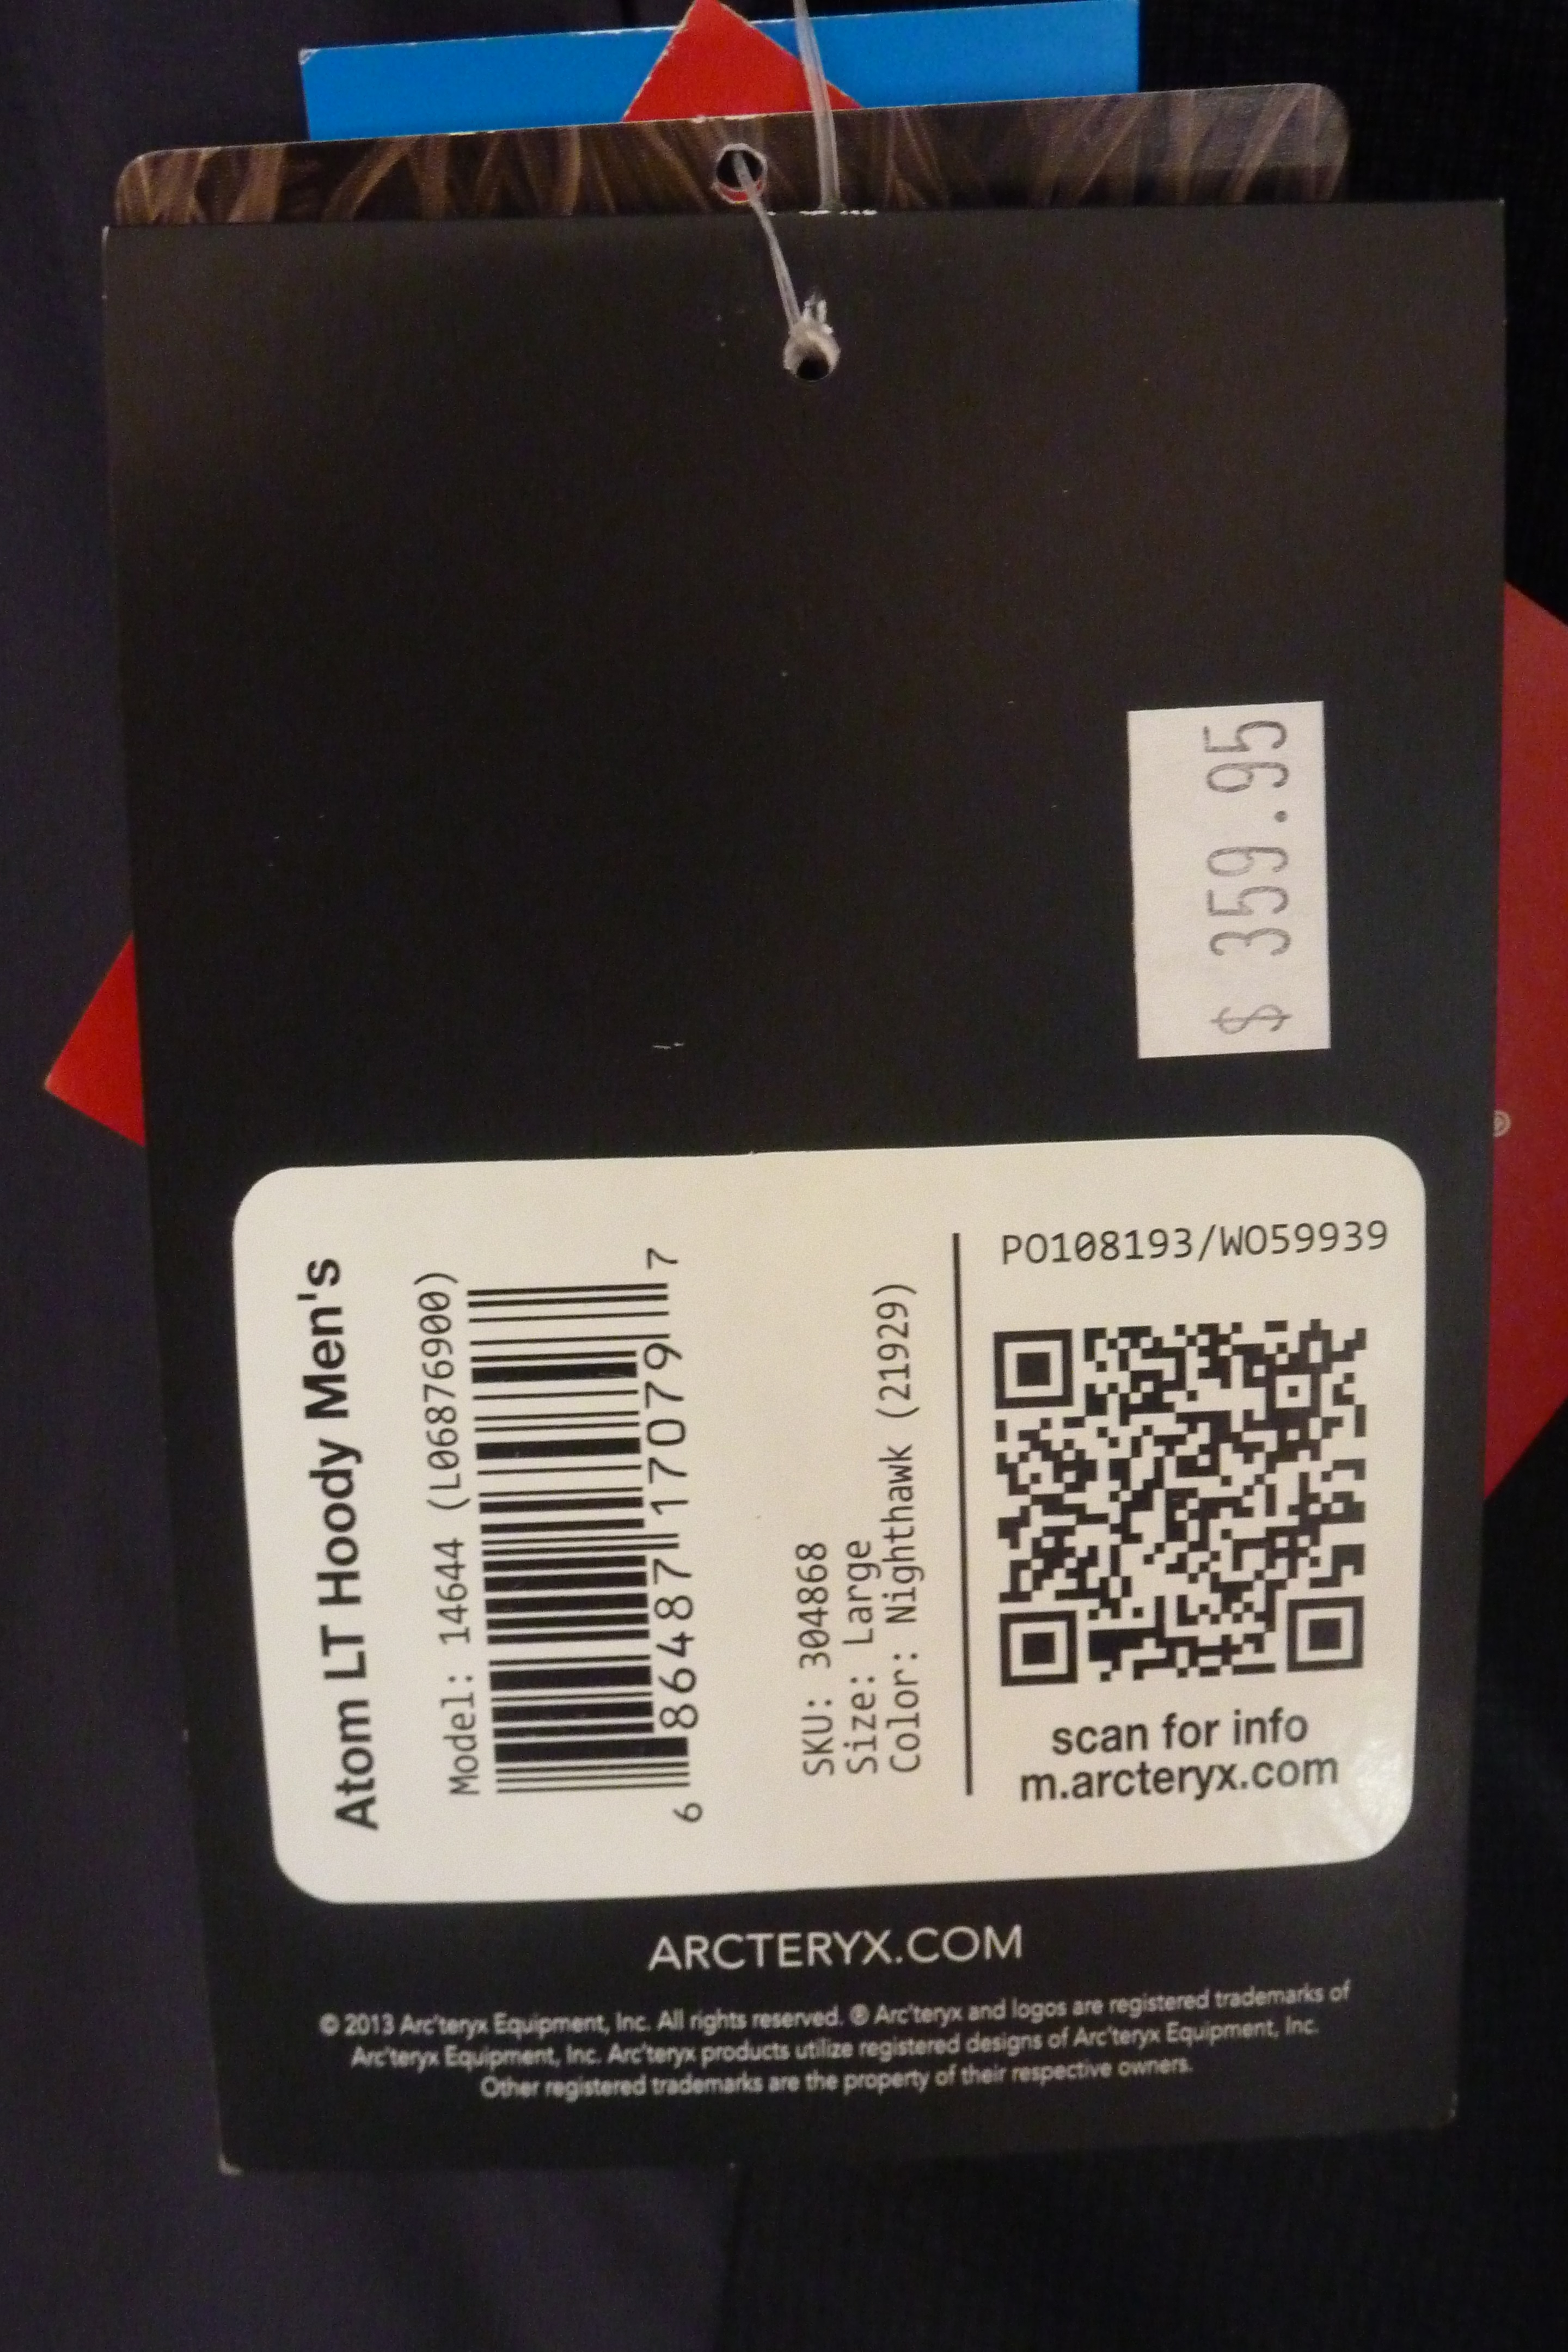 $ 359.95
Atom LT Hoody Men's
Model: 14644 (L06876900)
6 86487 17079 7
SKU: 304868
Size: Large
Color: Nighthawk (21929)
PO108193/WO59939
scan for info
m.arcteryx.com
ARCTERYX.COM
© 2013 Arc'teryx Equipment, Inc. All rights reserved. ® Arc'teryx and logos are registered trademarks of
Arc'teryx Equipment, Inc. Arc'teryx products utilize registered designs of Arc'teryx Equipment, Inc.
Other registered trademarks are the property of their respective owners.
®